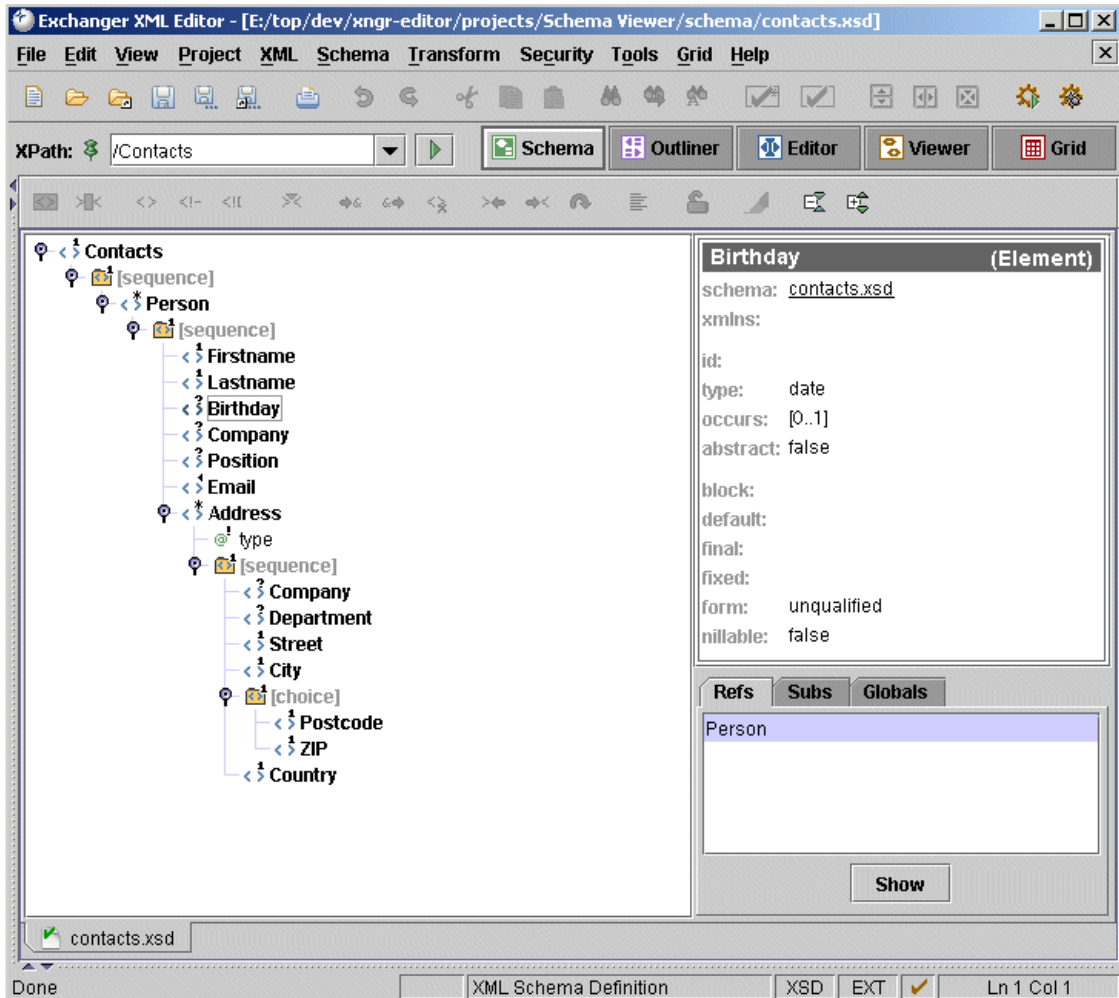 Exchanger XML Editor - [E:/top/dev/xngr-editor/projects/Schema Viewer/schema/contacts.xsd]
File Edit View Project XML Schema Transform Security Tools Grid Help
XPath: /Contacts Schema Outliner Editor Viewer Grid
Contacts
[sequence]
Person
[sequence]
Firstname
Lastname
Birthday
Company
Position
Email
Address
type
[sequence]
Company
Department
Street
City
[choice]
Postcode
ZIP
Country
Birthday (Element)
schema: contacts.xsd
xmlns:
id:
type: date
occurs: [0..1]
abstract: false
block:
default:
final:
fixed:
form: unqualified
nillable: false
Refs Subs Globals
Person
Show
contacts.xsd
Done XML Schema Definition XSD EXT Ln 1 Col 1